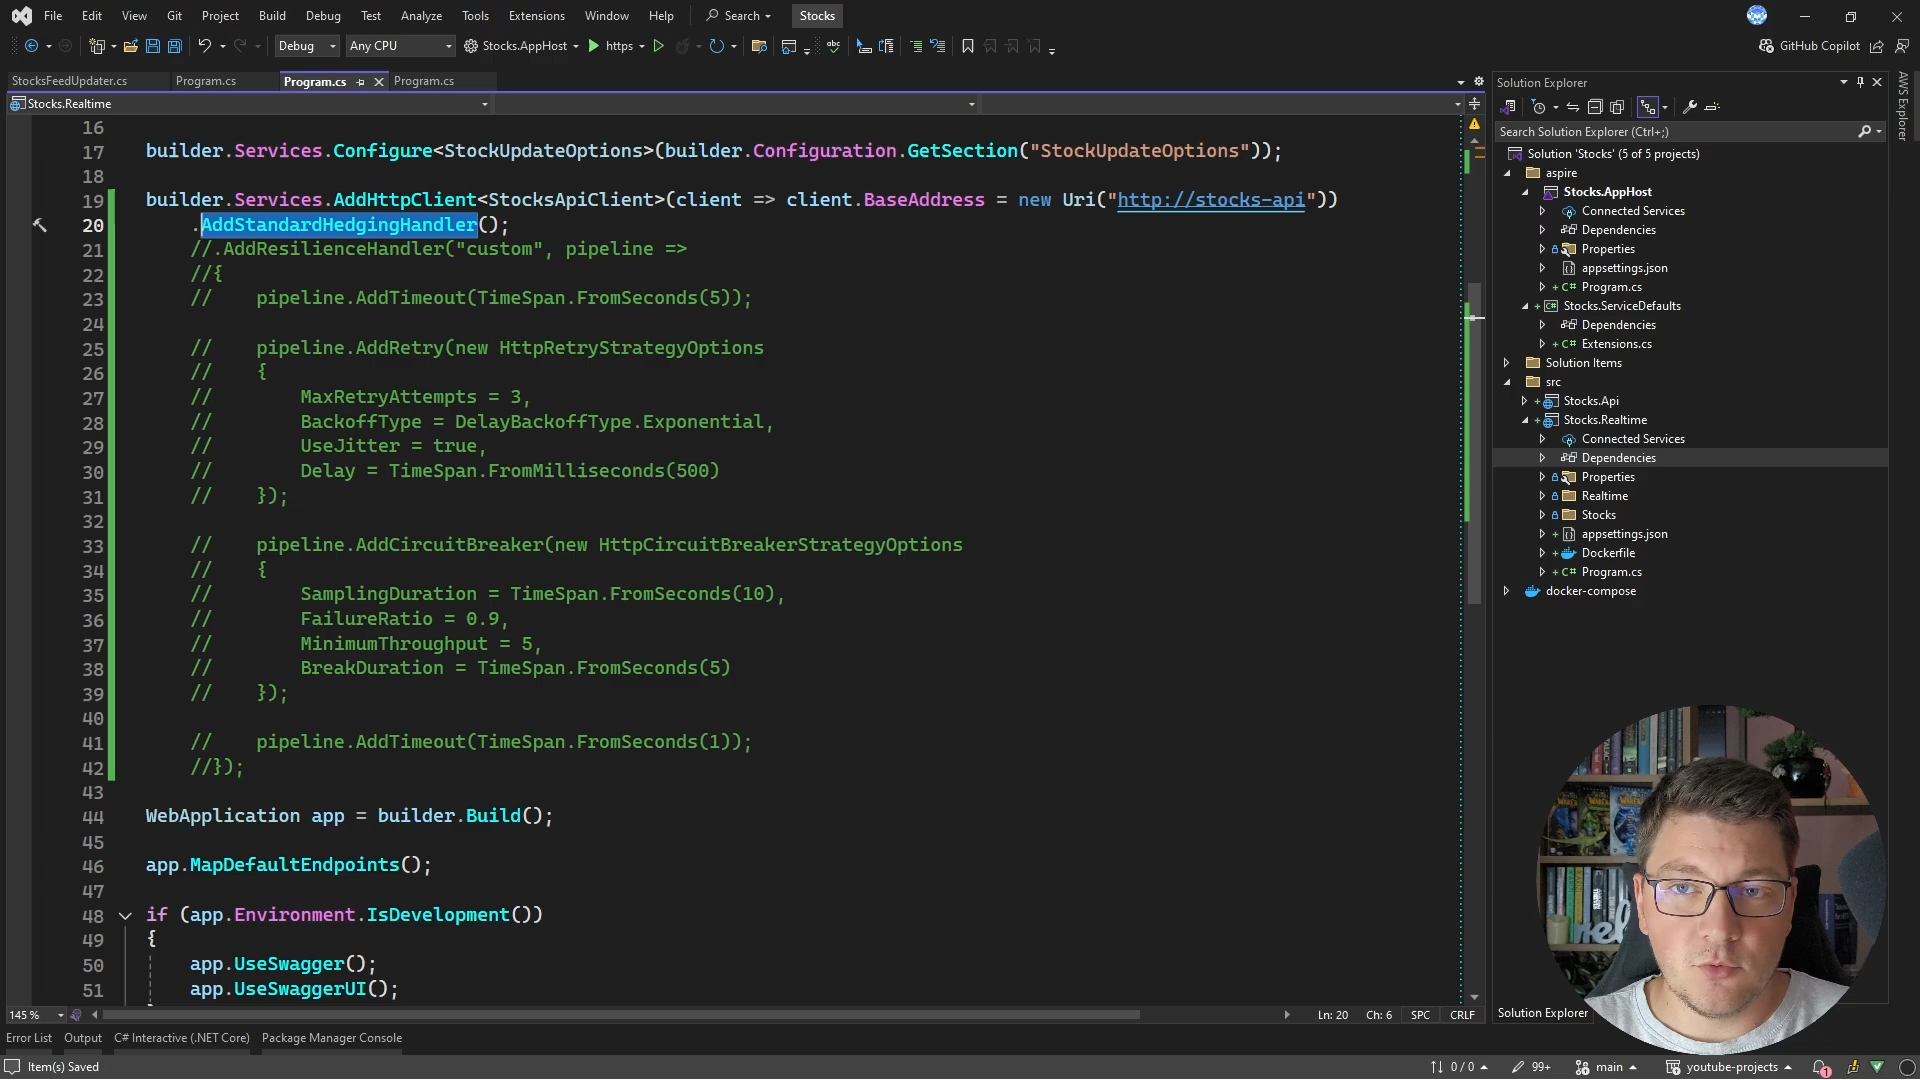 File Edit View Git Project Build Debug Test Analyze Tools Extensions Window Help Search Stocks
Debug Any CPU Stocks.AppHost https GitHub Copilot
StocksFeedUpdater.cs Program.cs Program.cs Program.cs
Stocks.Realtime
16
17 builder.Services.Configure<StockUpdateOptions>(builder.Configuration.GetSection("StockUpdateOptions"));
18
19 builder.Services.AddHttpClient<StocksApiClient>(client => client.BaseAddress = new Uri("http://stocks-api"))
20 .AddStandardHedgingHandler();
21 //.AddResilienceHandler("custom", pipeline =>
22 //{
23 // pipeline.AddTimeout(TimeSpan.FromSeconds(5));
24
25 // pipeline.AddRetry(new HttpRetryStrategyOptions
26 // {
27 // MaxRetryAttempts = 3,
28 // BackoffType = DelayBackoffType.Exponential,
29 // UseJitter = true,
30 // Delay = TimeSpan.FromMilliseconds(500)
31 // });
32
33 // pipeline.AddCircuitBreaker(new HttpCircuitBreakerStrategyOptions
34 // {
35 // SamplingDuration = TimeSpan.FromSeconds(10),
36 // FailureRatio = 0.9,
37 // MinimumThroughput = 5,
38 // BreakDuration = TimeSpan.FromSeconds(5)
39 // });
40
41 // pipeline.AddTimeout(TimeSpan.FromSeconds(1));
42 //});
43
44 WebApplication app = builder.Build();
45
46 app.MapDefaultEndpoints();
47
48 if (app.Environment.IsDevelopment())
49 {
50 app.UseSwagger();
51 app.UseSwaggerUI();
145 % Ln: 20 Ch: 6 SPC CRLF
Solution Explorer
Search Solution Explorer (Ctrl+;)
Solution 'Stocks' (5 of 5 projects)
aspire
Stocks.AppHost
Connected Services
Dependencies
Properties
appsettings.json
C# Program.cs
C# Stocks.ServiceDefaults
Dependencies
C# Extensions.cs
Solution Items
src
Stocks.Api
Stocks.Realtime
Connected Services
Dependencies
Properties
Realtime
Stocks
appsettings.json
Dockerfile
C# Program.cs
docker-compose
Solution Explorer
AWS Explorer
Error List Output C# Interactive (.NET Core) Package Manager Console
Item(s) Saved 0 / 0 99+ main youtube-projects 1